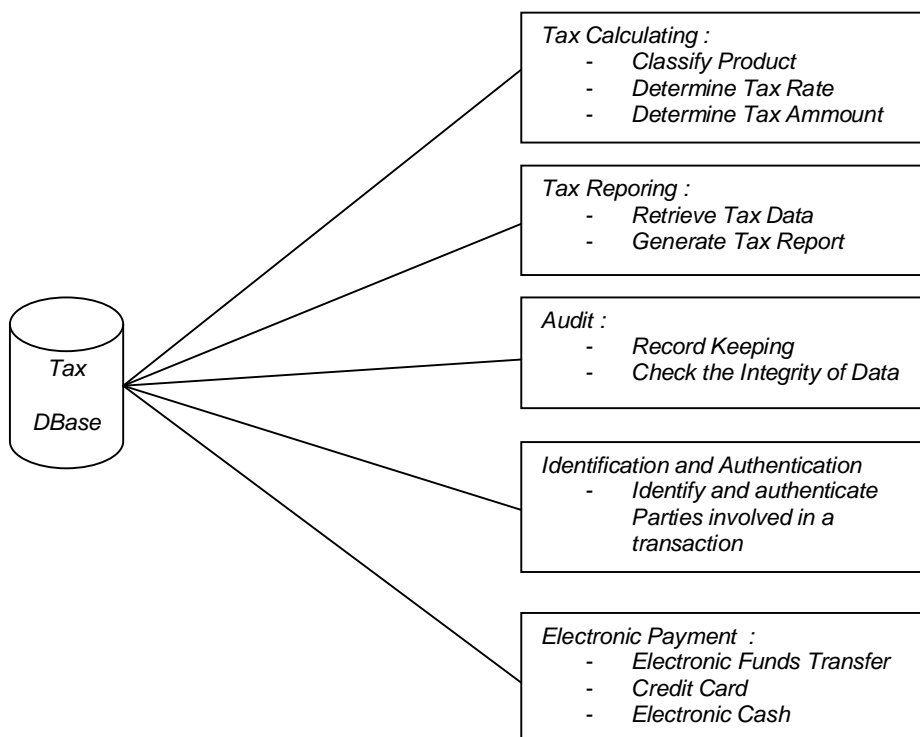 Tax Calculating :
- Classify Product
- Determine Tax Rate
- Determine Tax Ammount
Tax Reporing :
- Retrieve Tax Data
- Generate Tax Report
Audit :
- Record Keeping
- Check the Integrity of Data
Tax
DBase
Identification and Authentication
- Identify and authenticate
Parties involved in a
transaction
Electronic Payment :
- Electronic Funds Transfer
- Credit Card
- Electronic Cash